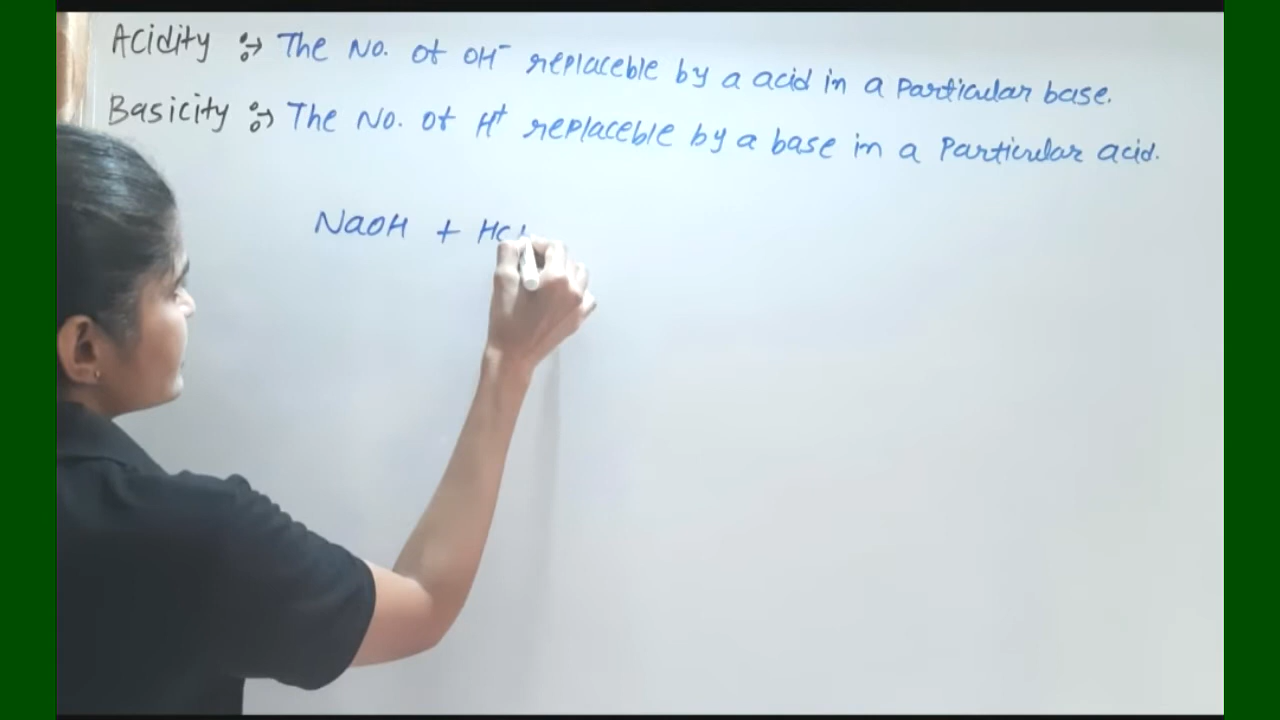 Acidity :→ The No. of OH⁻ replaceble by a acid in a Particular base.
Basicity :→ The No. of H⁺ replaceble by a base in a Particular acid.
NaOH + HCl